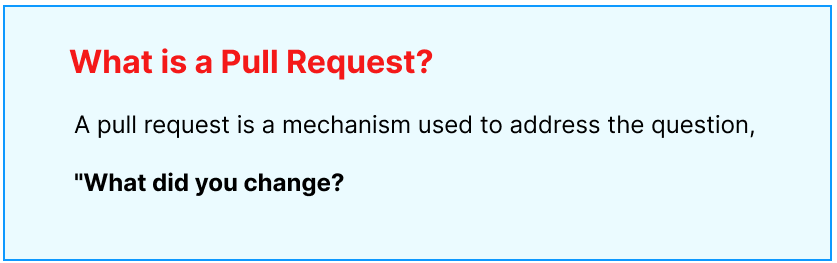 What is a Pull Request?
A pull request is a mechanism used to address the question,
"What did you change?